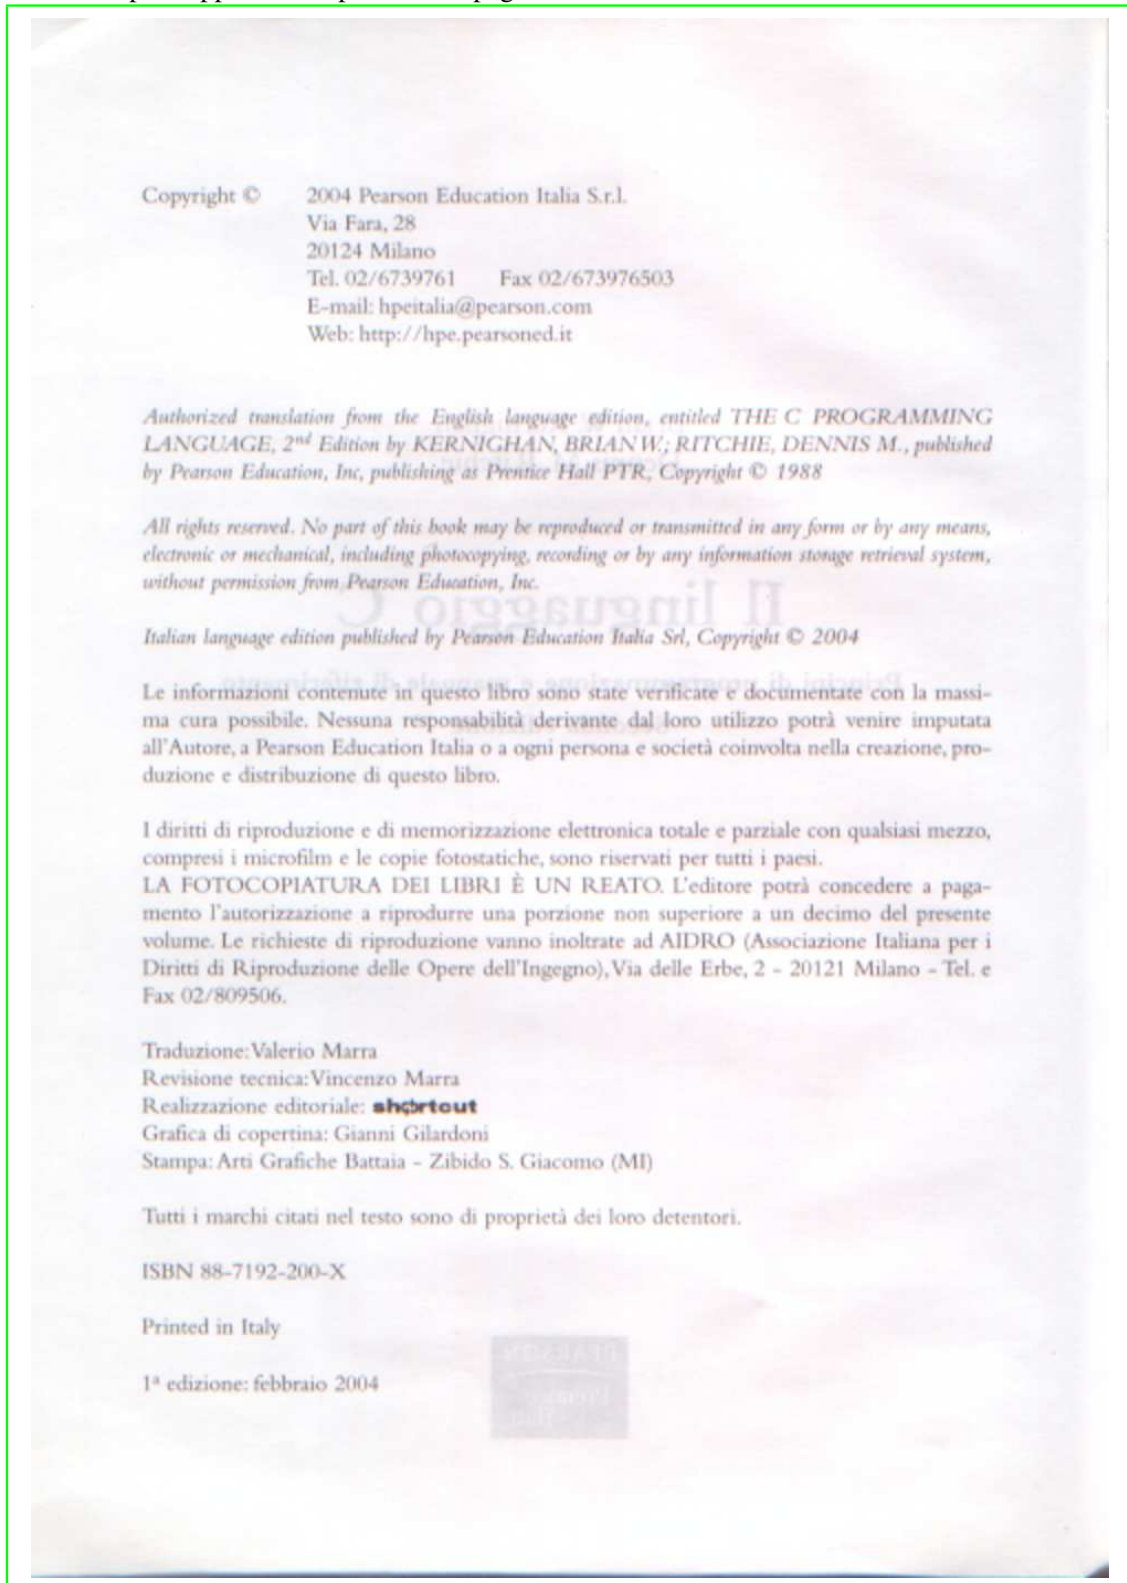 Copyright © 2004 Pearson Education Italia S.r.l.
Via Fara, 28
20124 Milano
Tel. 02/6739761 Fax 02/673976503
E-mail: hpeitalia@pearson.com
Web: http://hpe.pearsoned.it
Authorized translation from the English language edition, entitled THE C PROGRAMMING
LANGUAGE, 2nd Edition by KERNIGHAN, BRIAN W.; RITCHIE, DENNIS M., published
by Pearson Education, Inc, publishing as Prentice Hall PTR, Copyright © 1988
All rights reserved. No part of this book may be reproduced or transmitted in any form or by any means,
electronic or mechanical, including photocopying, recording or by any information storage retrieval system,
without permission from Pearson Education, Inc.
Italian language edition published by Pearson Education Italia Srl, Copyright © 2004
Le informazioni contenute in questo libro sono state verificate e documentate con la massi-
ma cura possibile. Nessuna responsabilità derivante dal loro utilizzo potrà venire imputata
all'Autore, a Pearson Education Italia o a ogni persona e società coinvolta nella creazione, pro-
duzione e distribuzione di questo libro.
I diritti di riproduzione e di memorizzazione elettronica totale e parziale con qualsiasi mezzo,
compresi i microfilm e le copie fotostatiche, sono riservati per tutti i paesi.
LA FOTOCOPIATURA DEI LIBRI È UN REATO. L'editore potrà concedere a paga-
mento l'autorizzazione a riprodurre una porzione non superiore a un decimo del presente
volume. Le richieste di riproduzione vanno inoltrate ad AIDRO (Associazione Italiana per i
Diritti di Riproduzione delle Opere dell'Ingegno), Via delle Erbe, 2 - 20121 Milano - Tel. e
Fax 02/809506.
Traduzione: Valerio Marra
Revisione tecnica: Vincenzo Marra
Realizzazione editoriale: shortout
Grafica di copertina: Gianni Gilardoni
Stampa: Arti Grafiche Battaia - Zibido S. Giacomo (MI)
Tutti i marchi citati nel testo sono di proprietà dei loro detentori.
ISBN 88-7192-200-X
Printed in Italy
1ª edizione: febbraio 2004